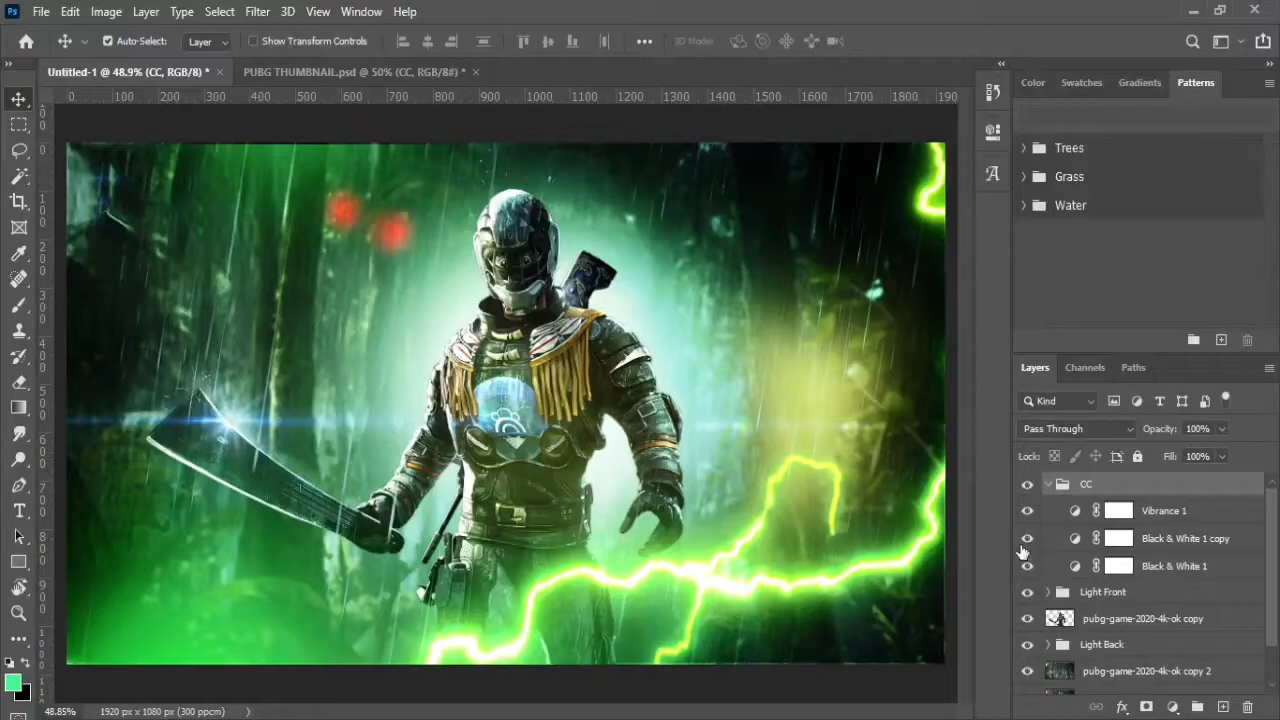 Ps File Edit Image Layer Type Select Filter 3D View Window Help
Auto-Select: Layer Show Transform Controls 3D Mode:
Untitled-1 @ 48.9% (CC, RGB/8) * × PUBG THUMBNAIL.psd @ 50% (CC, RGB/8#) * ×
0 100 200 300 400 500 600 700 800 900 1000 1100 1200 1300 1400 1500 1600 1700 1800 190
Color Swatches Gradients Patterns
Trees
Grass
Water
Layers Channels Paths
Kind
Pass Through Opacity: 100%
Lock: Fill: 100%
CC
Vibrance 1
Black & White 1 copy
Black & White 1
Light Front
pubg-game-2020-4k-ok copy
Light Back
pubg-game-2020-4k-ok copy 2
48.85% 1920 px x 1080 px (300 ppcm)